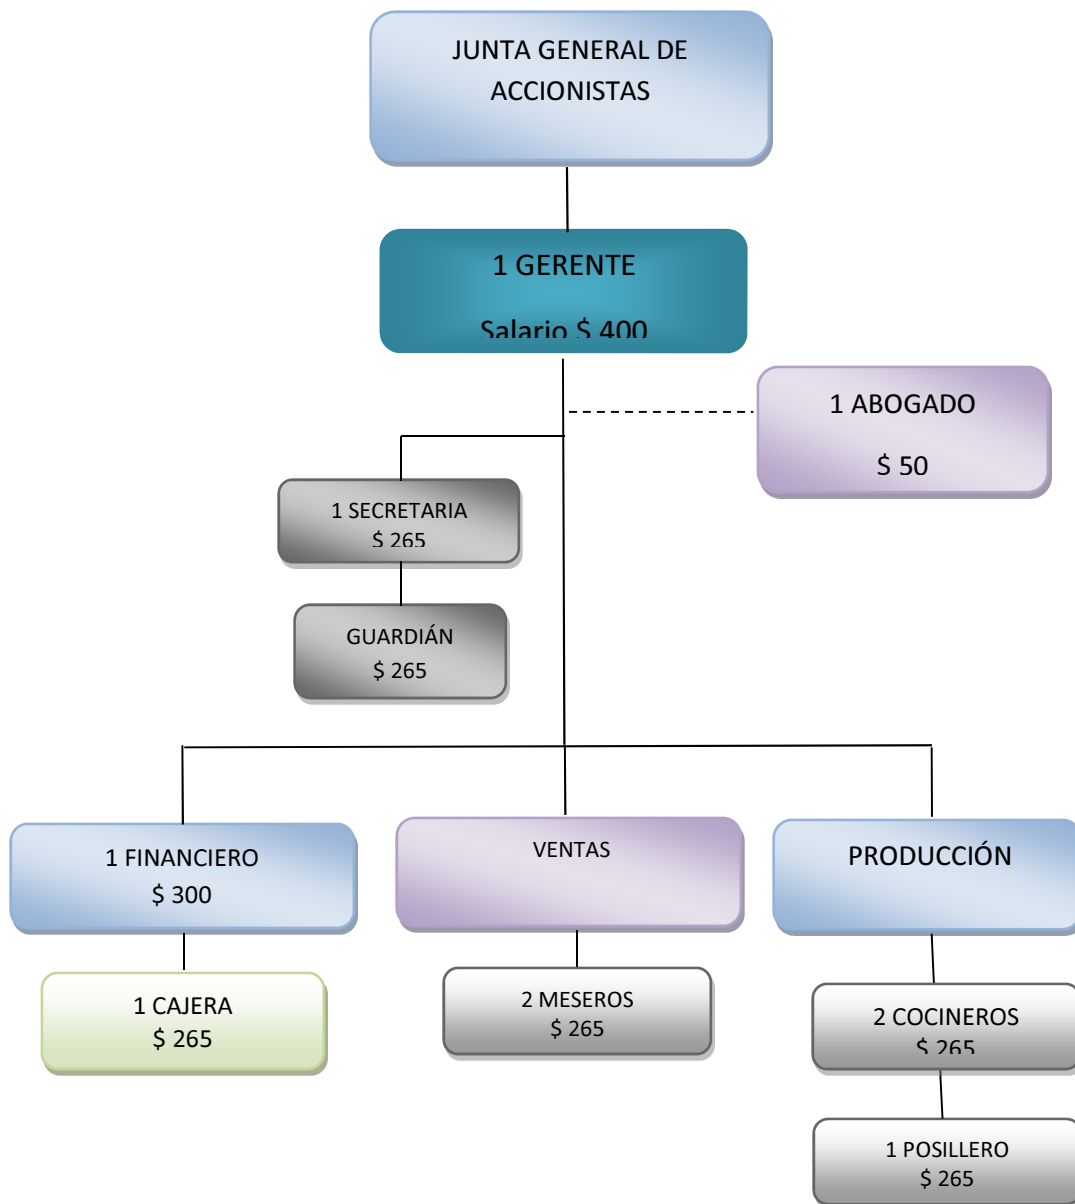 JUNTA GENERAL DE
ACCIONISTAS
1 GERENTE
Salario $ 400
1 ABOGADO
$ 50
1 SECRETARIA
$ 265
GUARDIÁN
$ 265
1 FINANCIERO
$ 300
VENTAS
PRODUCCIÓN
1 CAJERA
$ 265
2 MESEROS
$ 265
2 COCINEROS
$ 265
1 POSILLERO
$ 265